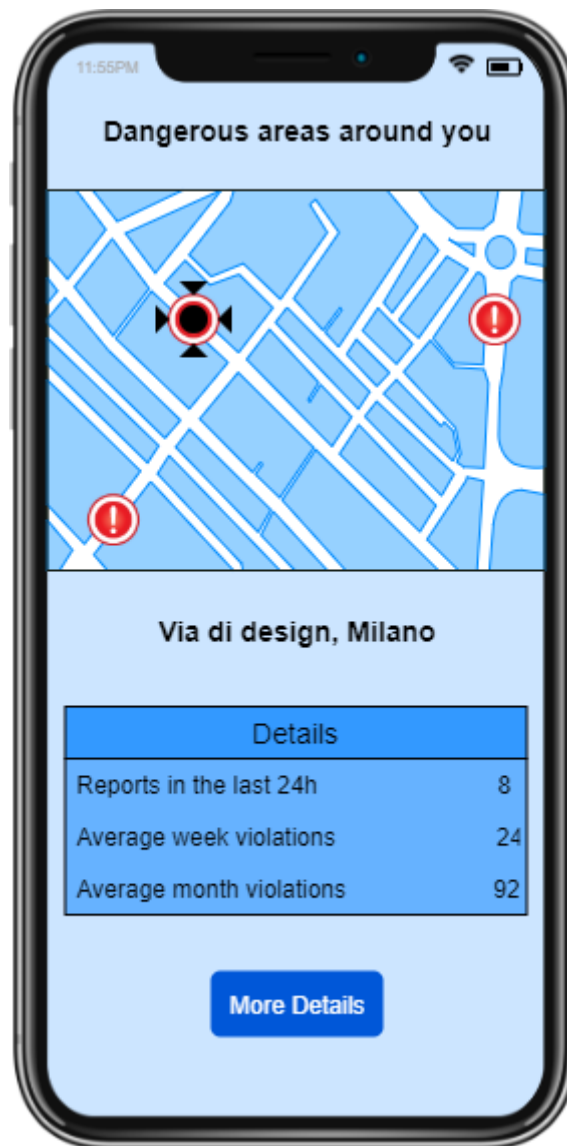 11:55PM
Dangerous areas around you
Via di design, Milano
Details
Reports in the last 24h 8
Average week violations 24
Average month violations 92
More Details